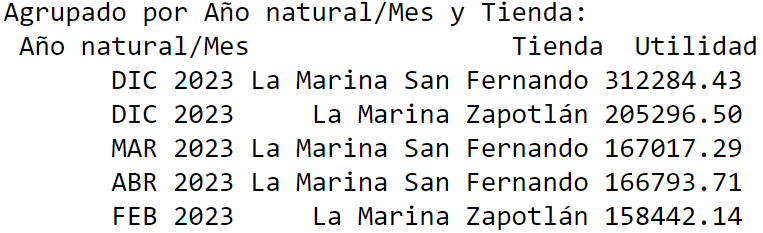 Agrupado por Año natural/Mes y Tienda:
Año natural/Mes Tienda Utilidad
DIC 2023 La Marina San Fernando 312284.43
DIC 2023 La Marina Zapotlán 205296.50
MAR 2023 La Marina San Fernando 167017.29
ABR 2023 La Marina San Fernando 166793.71
FEB 2023 La Marina Zapotlán 158442.14